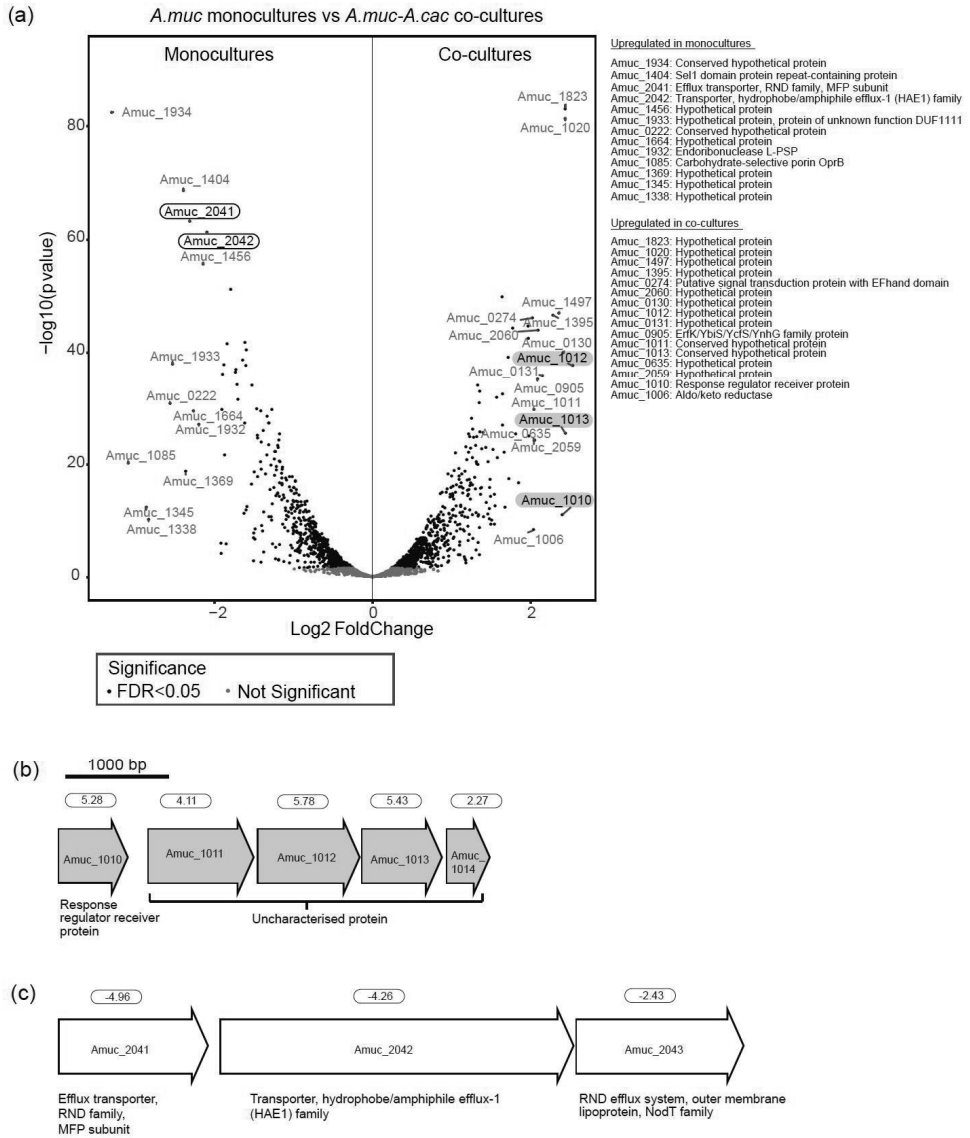 (a)
A.muc monocultures vs A.muc-A.cac co-cultures
Monocultures
Co-cultures
Amuc_1934
Amuc_1823
Amuc_1020
Amuc_1404
Amuc_2041
Amuc_2042
Amuc_1456
Amuc_1497
Amuc_0274
Amuc_1395
Amuc_2060
Amuc_0130
Amuc_1933
Amuc_1012
Amuc_0131
Amuc_0222
Amuc_0905
Amuc_1664
Amuc_1011
Amuc_1932
Amuc_1013
Amuc_0635
Amuc_1085
Amuc_2059
Amuc_1369
Amuc_1345
Amuc_1010
Amuc_1338
Amuc_1006
−log10(p value)
80
60
40
20
0
−2
0
2
Log2 FoldChange
Significance
FDR<0.05
Not Significant
Upregulated in monocultures
Amuc_1934: Conserved hypothetical protein
Amuc_1404: Sel1 domain protein repeat-containing protein
Amuc_2041: Efflux transporter, RND family, MFP subunit
Amuc_2042: Transporter, hydrophobe/amphiphile efflux-1 (HAE1) family
Amuc_1456: Hypothetical protein
Amuc_1933: Hypothetical protein, protein of unknown function DUF1111
Amuc_0222: Conserved hypothetical protein
Amuc_1664: Hypothetical protein
Amuc_1932: Endoribonuclease L-PSP
Amuc_1085: Carbohydrate-selective porin OprB
Amuc_1369: Hypothetical protein
Amuc_1345: Hypothetical protein
Amuc_1338: Hypothetical protein
Upregulated in co-cultures
Amuc_1823: Hypothetical protein
Amuc_1020: Hypothetical protein
Amuc_1497: Hypothetical protein
Amuc_1395: Hypothetical protein
Amuc_0274: Putative signal transduction protein with EFhand domain
Amuc_2060: Hypothetical protein
Amuc_0130: Hypothetical protein
Amuc_1012: Hypothetical protein
Amuc_0131: Hypothetical protein
Amuc_0905: ErfK/YbiS/YcfS/YnhG family protein
Amuc_1011: Conserved hypothetical protein
Amuc_1013: Conserved hypothetical protein
Amuc_0635: Hypothetical protein
Amuc_2059: Hypothetical protein
Amuc_1010: Response regulator receiver protein
Amuc_1006: Aldo/keto reductase
(b)
1000 bp
5.28
4.11
5.78
5.43
2.27
Amuc_1010
Amuc_1011
Amuc_1012
Amuc_1013
Amuc_
1014
Response
regulator receiver
protein
Uncharacterised protein
(c)
-4.96
-4.26
-2.43
Amuc_2041
Amuc_2042
Amuc_2043
Efflux transporter,
RND family,
MFP subunit
Transporter, hydrophobe/amphiphile efflux-1
(HAE1) family
RND efflux system, outer membrane
lipoprotein, NodT family